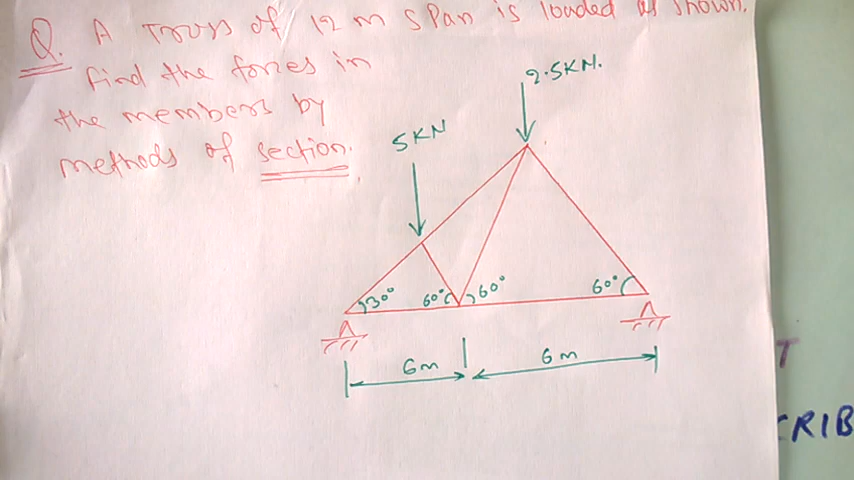 Q. A Truss of 12 m span is loaded as shown.
find the forces in
the members by
methods of section.
2.5KN.
5KN
30°
60°
60°
60°
6m
6m
T
CRIB